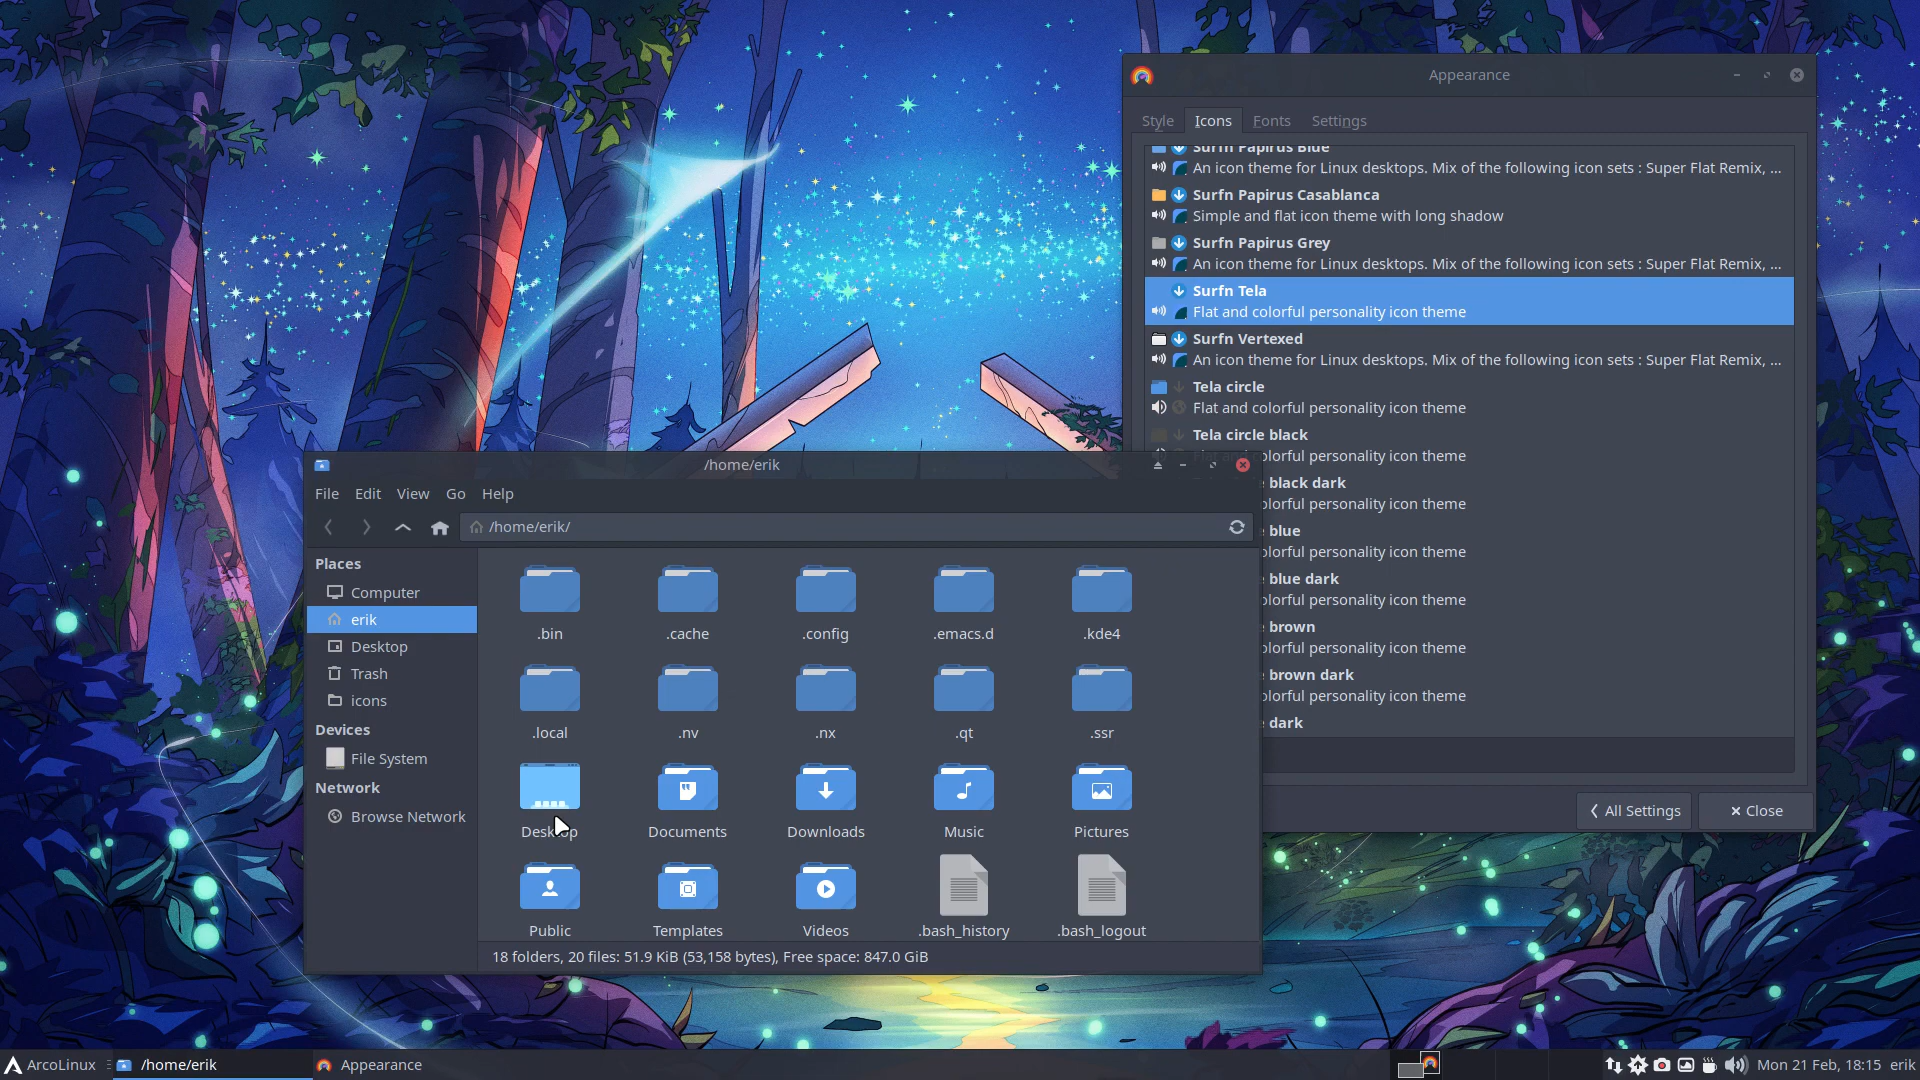 Appearance
Style Icons Fonts Settings
Surfn Papirus Blue
An icon theme for Linux desktops. Mix of the following icon sets : Super Flat Remix, ...
Surfn Papirus Casablanca
Simple and flat icon theme with long shadow
Surfn Papirus Grey
An icon theme for Linux desktops. Mix of the following icon sets : Super Flat Remix, ...
Surfn Tela
Flat and colorful personality icon theme
Surfn Vertexed
An icon theme for Linux desktops. Mix of the following icon sets : Super Flat Remix, ...
Tela circle
Flat and colorful personality icon theme
Tela circle black
Flat and colorful personality icon theme
black dark
olorful personality icon theme
blue
olorful personality icon theme
blue dark
olorful personality icon theme
brown
olorful personality icon theme
brown dark
olorful personality icon theme
dark
All Settings Close
/home/erik
File Edit View Go Help
/home/erik/
Places
Computer
erik
Desktop
Trash
icons
Devices
File System
Network
Browse Network
.bin .cache .config .emacs.d .kde4
.local .nv .nx .qt .ssr
Desktop Documents Downloads Music Pictures
Public Templates Videos .bash_history .bash_logout
18 folders, 20 files: 51.9 KiB (53,158 bytes), Free space: 847.0 GiB
ArcoLinux /home/erik Appearance Mon 21 Feb, 18:15 erik